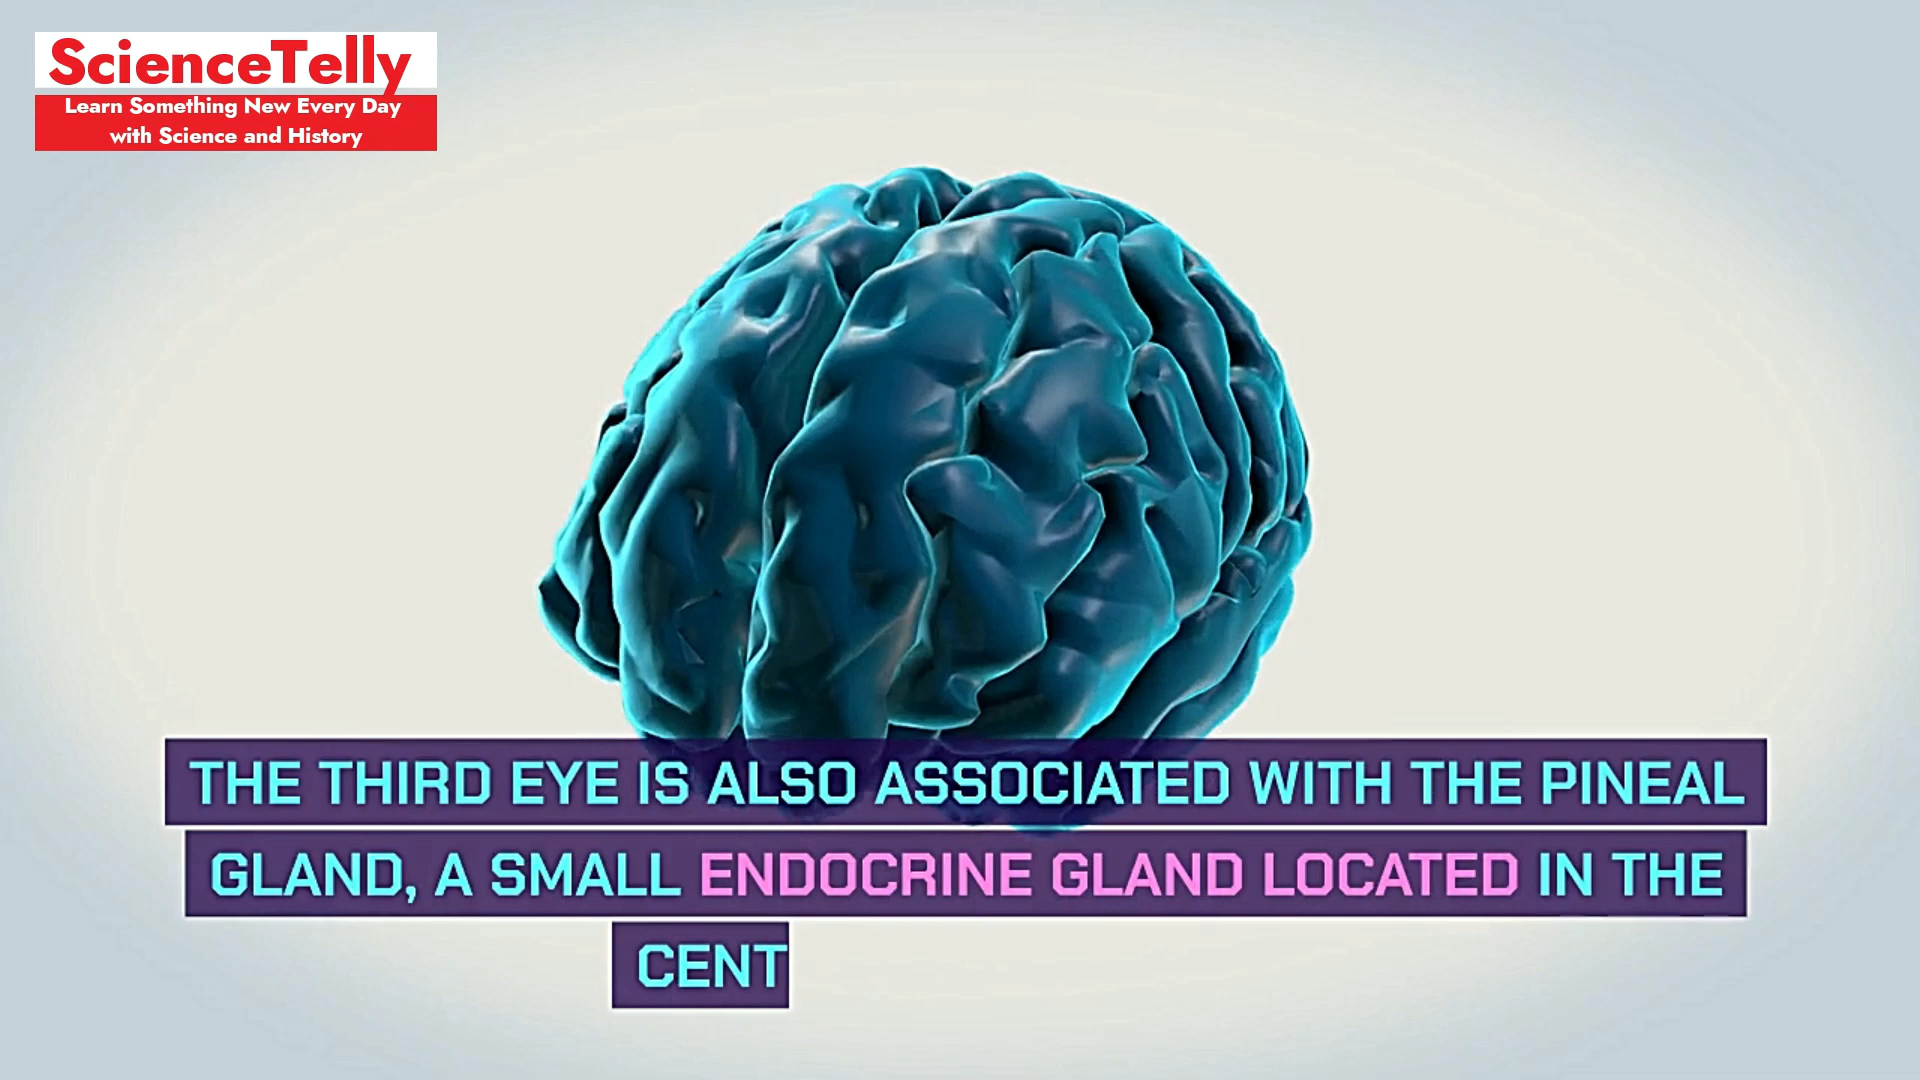 ScienceTelly
Learn Something New Every Day
with Science and History
THE THIRD EYE IS ALSO ASSOCIATED WITH THE PINEAL
GLAND, A SMALL ENDOCRINE GLAND LOCATED IN THE
CENT